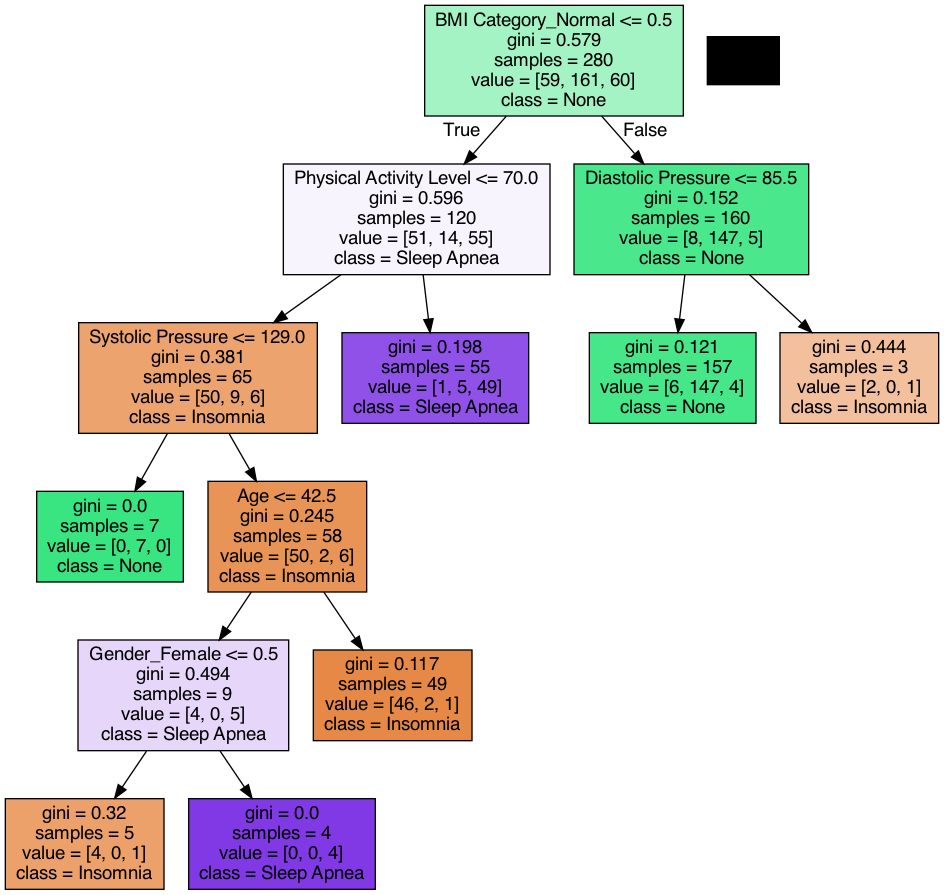 BMI Category_Normal <= 0.5
gini = 0.579
samples = 280
value = [59, 161, 60]
class = None
True
False
Physical Activity Level <= 70.0
gini = 0.596
samples = 120
value = [51, 14, 55]
class = Sleep Apnea
Diastolic Pressure <= 85.5
gini = 0.152
samples = 160
value = [8, 147, 5]
class = None
Systolic Pressure <= 129.0
gini = 0.381
samples = 65
value = [50, 9, 6]
class = Insomnia
gini = 0.198
samples = 55
value = [1, 5, 49]
class = Sleep Apnea
gini = 0.121
samples = 157
value = [6, 147, 4]
class = None
gini = 0.444
samples = 3
value = [2, 0, 1]
class = Insomnia
gini = 0.0
samples = 7
value = [0, 7, 0]
class = None
Age <= 42.5
gini = 0.245
samples = 58
value = [50, 2, 6]
class = Insomnia
Gender_Female <= 0.5
gini = 0.494
samples = 9
value = [4, 0, 5]
class = Sleep Apnea
gini = 0.117
samples = 49
value = [46, 2, 1]
class = Insomnia
gini = 0.32
samples = 5
value = [4, 0, 1]
class = Insomnia
gini = 0.0
samples = 4
value = [0, 0, 4]
class = Sleep Apnea